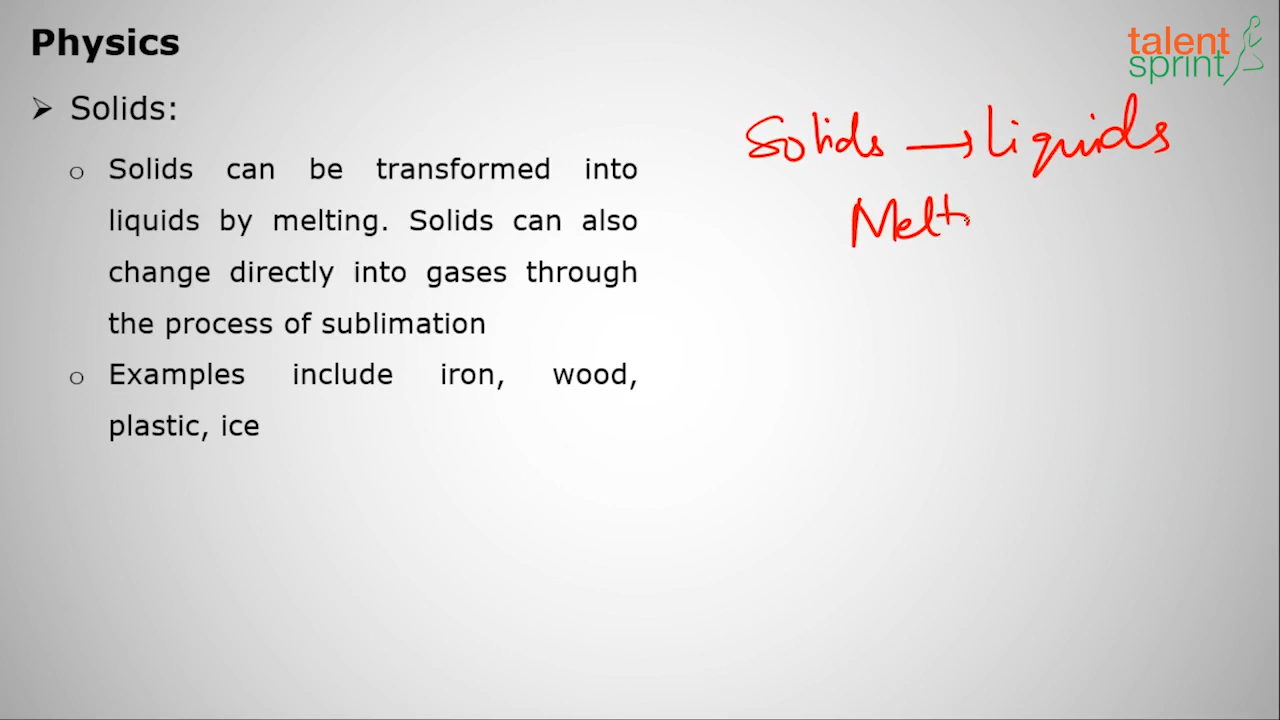 Physics
talent
sprint
➢ Solids:
o Solids can be transformed into
liquids by melting. Solids can also
change directly into gases through
the process of sublimation
o Examples include iron, wood,
plastic, ice
Solids → Liquids
Melt